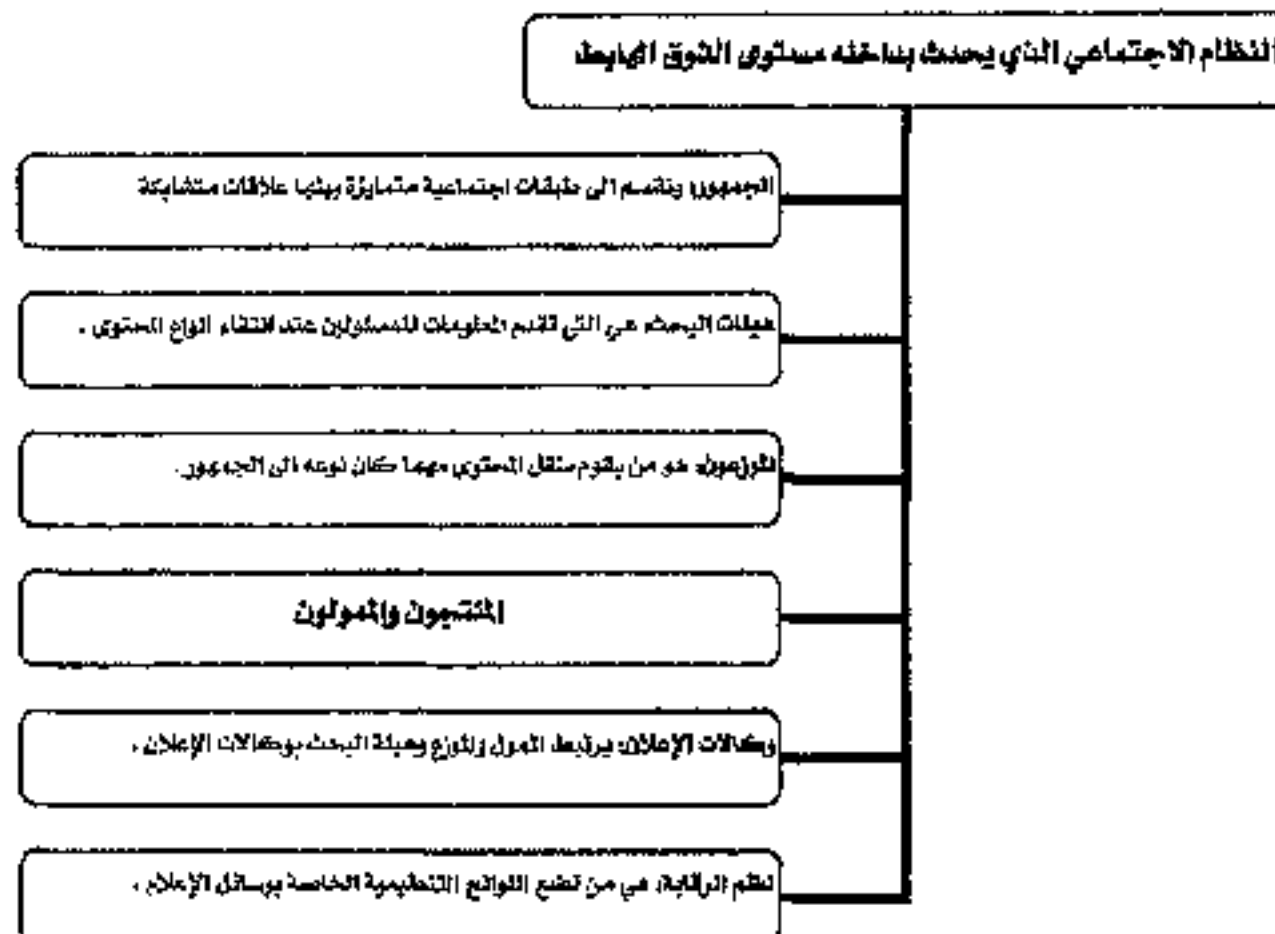 النظام الاجتماعي الذي يحدث بداخله مستوى الذوق الهابط
الجمهور: وينقسم الى طبقات اجتماعية متمايزة بينها علاقات متشابكة
هيئات البحث: هي التي تقدم المعلومات للمسئولين عند انتقاء انواع المحتوى .
الموزعون: هو من يقوم بنقل المحتوى مهما كان نوعه الى الجمهور .
المنتجون والممولون
وكالات الإعلان: يرتبط الممول والموزع وهيئة البحث بوكالات الإعلان .
نظم الرقابة: هي من تضع اللوائح التنظيمية الخاصة بوسائل الإعلام .